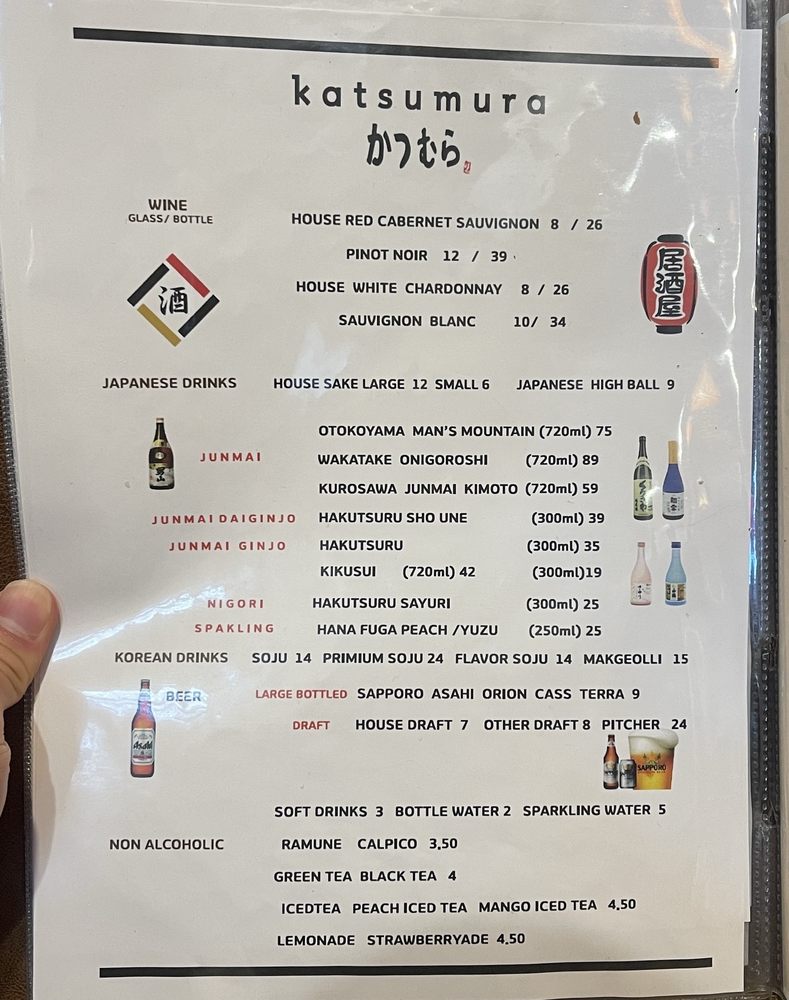 katsumura
かつむら
WINE
GLASS/ BOTTLE
HOUSE RED CABERNET SAUVIGNON 8 / 26
PINOT NOIR 12 / 39
HOUSE WHITE CHARDONNAY 8 / 26
SAUVIGNON BLANC 10/ 34
酒
居酒屋
JAPANESE DRINKS HOUSE SAKE LARGE 12 SMALL 6 JAPANESE HIGH BALL 9
OTOKOYAMA MAN'S MOUNTAIN (720ml) 75
JUNMAI WAKATAKE ONIGOROSHI (720ml) 89
KUROSAWA JUNMAI KIMOTO (720ml) 59
JUNMAI DAIGINJO HAKUTSURU SHO UNE (300ml) 39
JUNMAI GINJO HAKUTSURU (300ml) 35
KIKUSUI (720ml) 42 (300ml)19
NIGORI HAKUTSURU SAYURI (300ml) 25
SPAKLING HANA FUGA PEACH /YUZU (250ml) 25
KOREAN DRINKS SOJU 14 PRIMIUM SOJU 24 FLAVOR SOJU 14 MAKGEOLLI 15
BEER LARGE BOTTLED SAPPORO ASAHI ORION CASS TERRA 9
DRAFT HOUSE DRAFT 7 OTHER DRAFT 8 PITCHER 24
Asahi
SAPPORO
SOFT DRINKS 3 BOTTLE WATER 2 SPARKLING WATER 5
NON ALCOHOLIC RAMUNE CALPICO 3,50
GREEN TEA BLACK TEA 4
ICEDTEA PEACH ICED TEA MANGO ICED TEA 4,50
LEMONADE STRAWBERRYADE 4,50